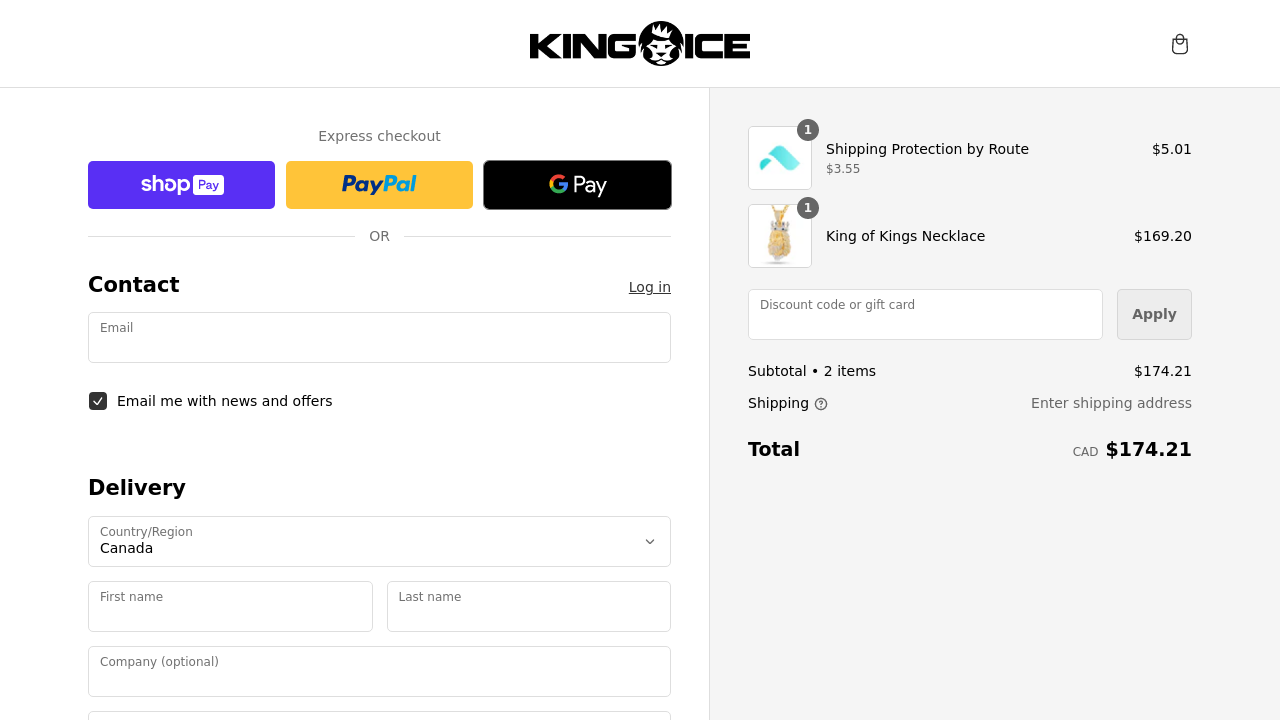 KING ICE
Express checkout
shop Pay
PayPal
G Pay
OR
Contact
Log in
Email
Email me with news and offers
Delivery
Country/Region
Canada
First name
Last name
Company (optional)
1
Shipping Protection by Route
$5.01
$3.55
1
King of Kings Necklace
$169.20
Discount code or gift card
Apply
Subtotal • 2 items
$174.21
Shipping
Enter shipping address
Total
CAD $174.21